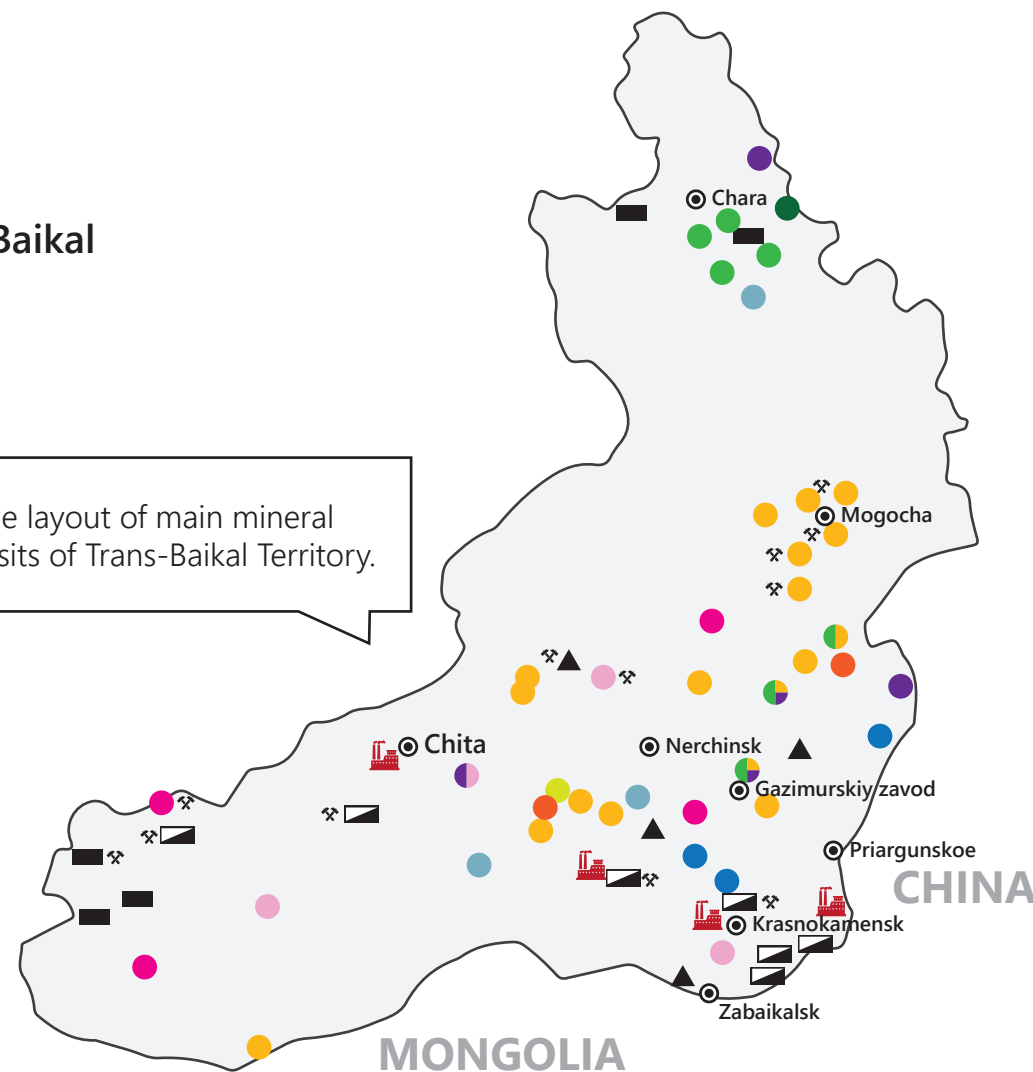 Baikal
Chara
e layout of main mineral
sits of Trans-Baikal Territory.
Mogocha
Chita
Nerchinsk
Gazimurskiy zavod
Priargunskoe
CHINA
Krasnokamensk
Zabaikalsk
MONGOLIA